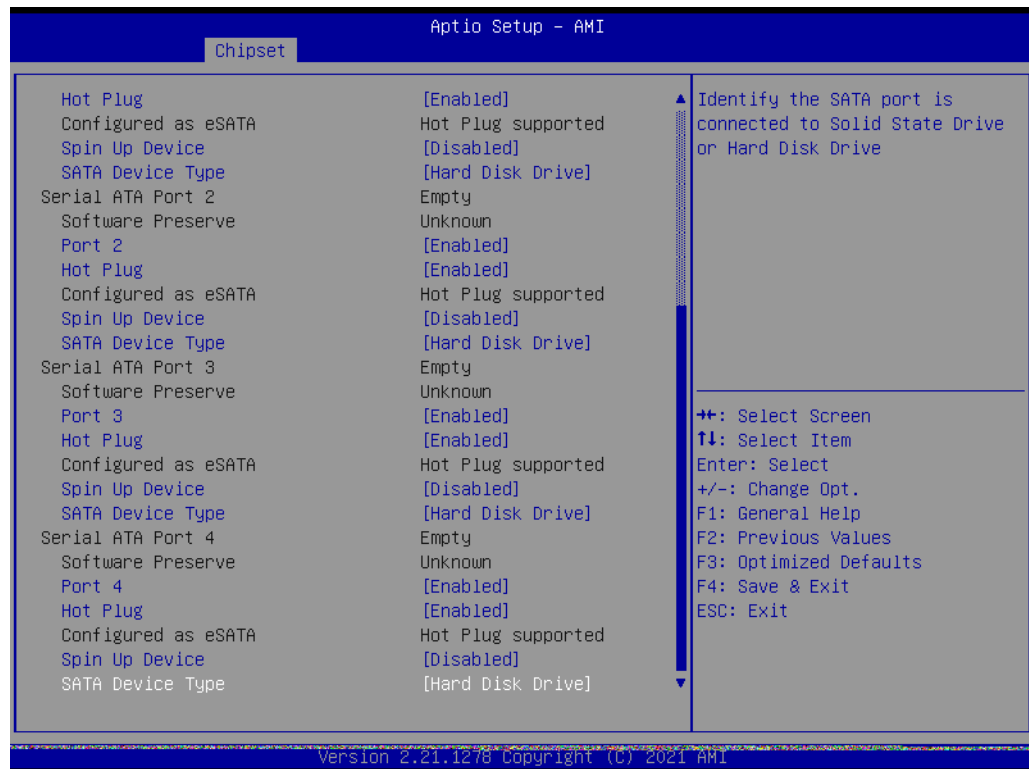 Aptio Setup – AMI
Chipset
Hot Plug [Enabled]
Configured as eSATA Hot Plug supported
Spin Up Device [Disabled]
SATA Device Type [Hard Disk Drive]
Serial ATA Port 2 Empty
Software Preserve Unknown
Port 2 [Enabled]
Hot Plug [Enabled]
Configured as eSATA Hot Plug supported
Spin Up Device [Disabled]
SATA Device Type [Hard Disk Drive]
Serial ATA Port 3 Empty
Software Preserve Unknown
Port 3 [Enabled]
Hot Plug [Enabled]
Configured as eSATA Hot Plug supported
Spin Up Device [Disabled]
SATA Device Type [Hard Disk Drive]
Serial ATA Port 4 Empty
Software Preserve Unknown
Port 4 [Enabled]
Hot Plug [Enabled]
Configured as eSATA Hot Plug supported
Spin Up Device [Disabled]
SATA Device Type [Hard Disk Drive]
Identify the SATA port is
connected to Solid State Drive
or Hard Disk Drive
→←: Select Screen
↑↓: Select Item
Enter: Select
+/-: Change Opt.
F1: General Help
F2: Previous Values
F3: Optimized Defaults
F4: Save & Exit
ESC: Exit
Version 2.21.1278 Copyright (C) 2021 AMI